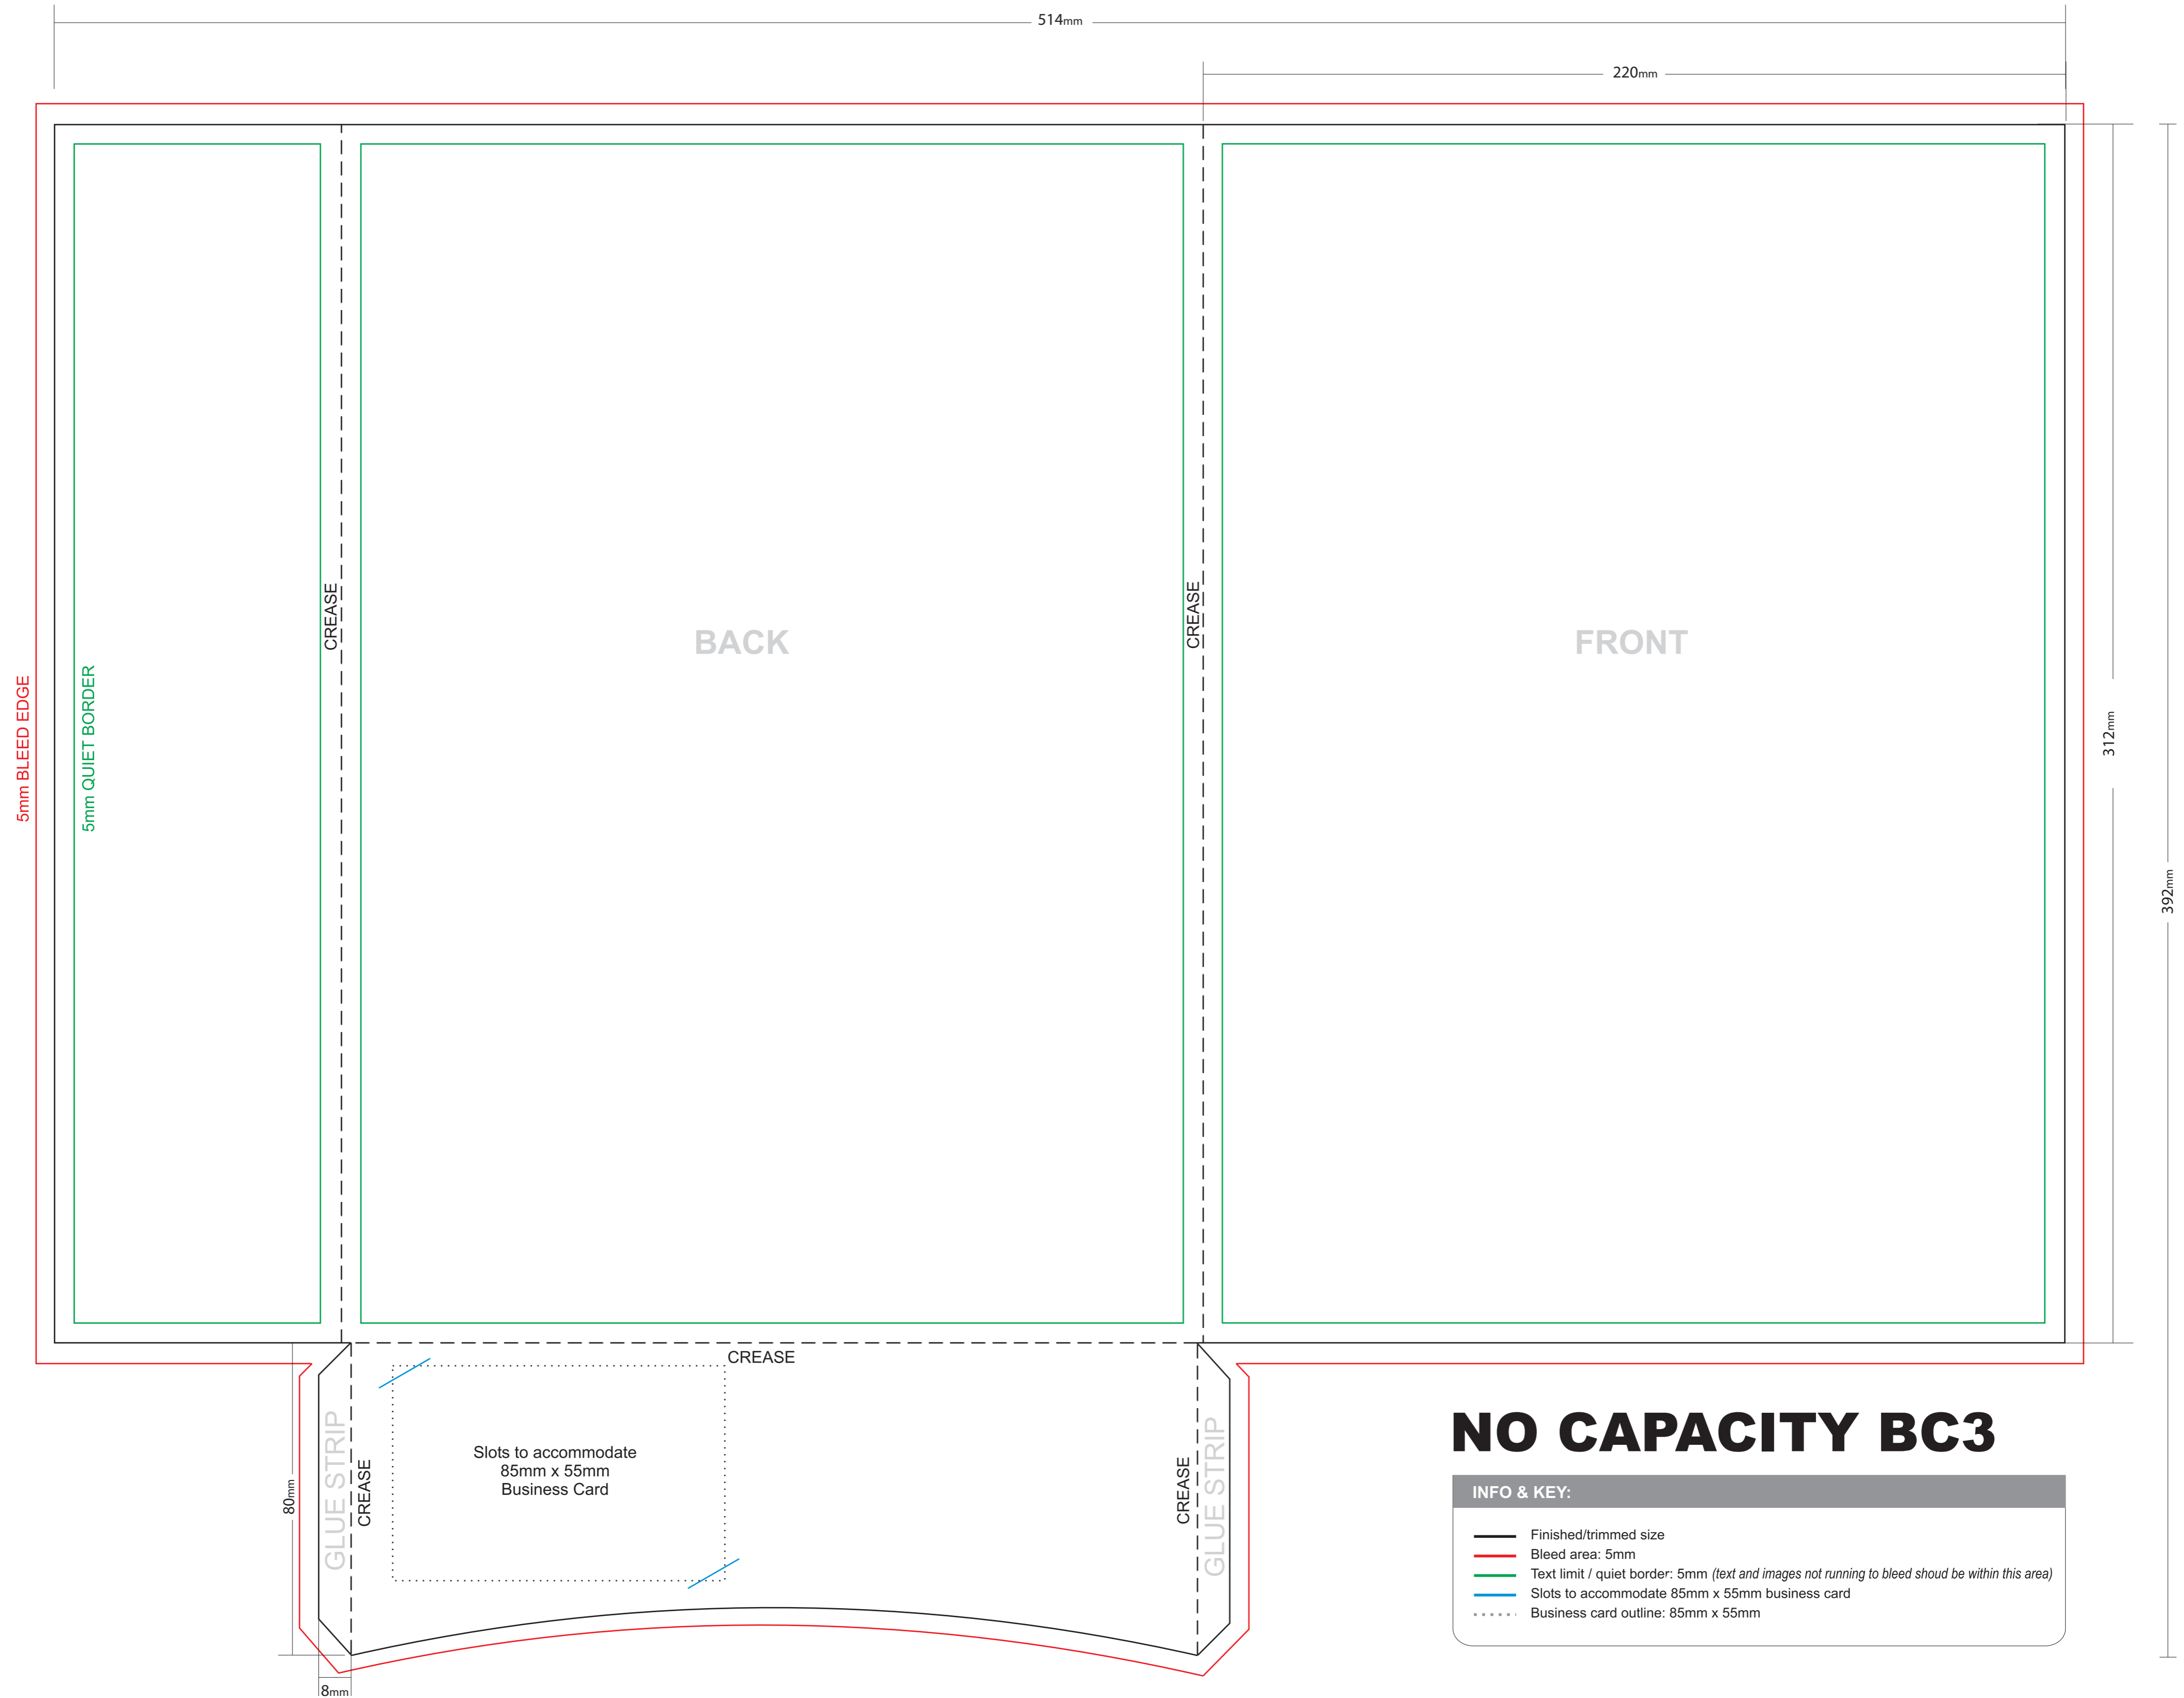 514mm
220mm
CREASE
CREASE
BACK
FRONT
5mm BLEED EDGE
5mm QUIET BORDER
312mm
392mm
CREASE
GLUE STRIP
CREASE
Slots to accommodate
85mm x 55mm
Business Card
CREASE
GLUE STRIP
80mm
8mm
NO CAPACITY BC3
INFO & KEY:
Finished/trimmed size
Bleed area: 5mm
Text limit / quiet border: 5mm (text and images not running to bleed shoud be within this area)
Slots to accommodate 85mm x 55mm business card
Business card outline: 85mm x 55mm